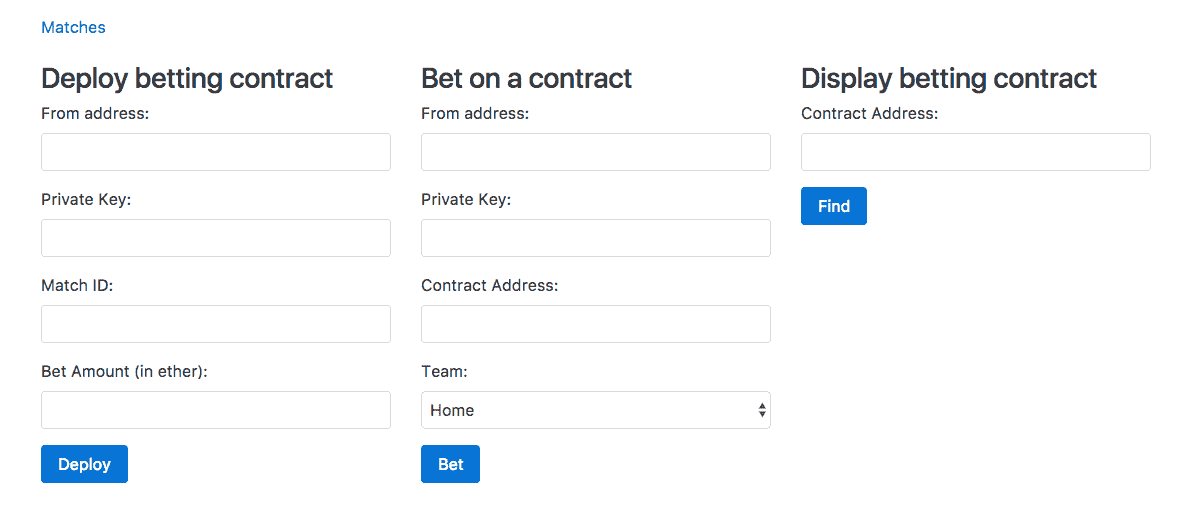 Matches
Deploy betting contract
From address:
Private Key:
Match ID:
Bet Amount (in ether):
Deploy
Bet on a contract
From address:
Private Key:
Contract Address:
Team:
Home
Bet
Display betting contract
Contract Address:
Find